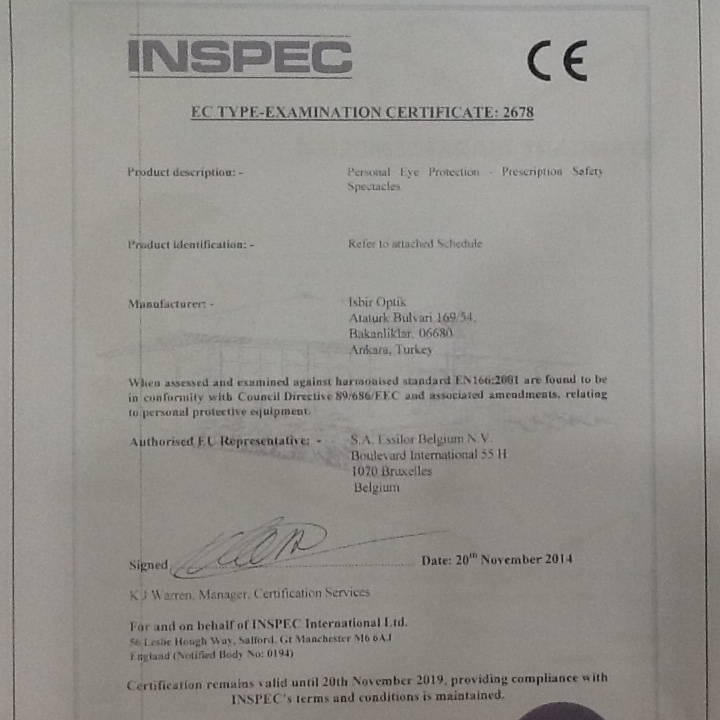 INSPEC CE
EC TYPE-EXAMINATION CERTIFICATE: 2678
Product description: - Personal Eye Protection - Prescription Safety
Spectacles.
Product identification: - Refer to attached Schedule
Manufacturer: - Isbir Optik
Ataturk Bulvari 169/54,
Bakanliklar, 06680
Ankara, Turkey
When assessed and examined against harmonised standard EN166:2001 are found to be
in conformity with Council Directive 89/686/EEC and associated amendments, relating
to personal protective equipment.
Authorised EU Representative: - S.A. Essilor Belgium N.V.
Boulevard International 55 H
1070 Bruxelles
Belgium
Signed Date: 20th November 2014
K J Warren, Manager, Certification Services
For and on behalf of INSPEC International Ltd.
56 Leslie Hough Way, Salford, Gt Manchester M6 6AJ
England (Notified Body No: 0194)
Certification remains valid until 20th November 2019, providing compliance with
INSPEC's terms and conditions is maintained.